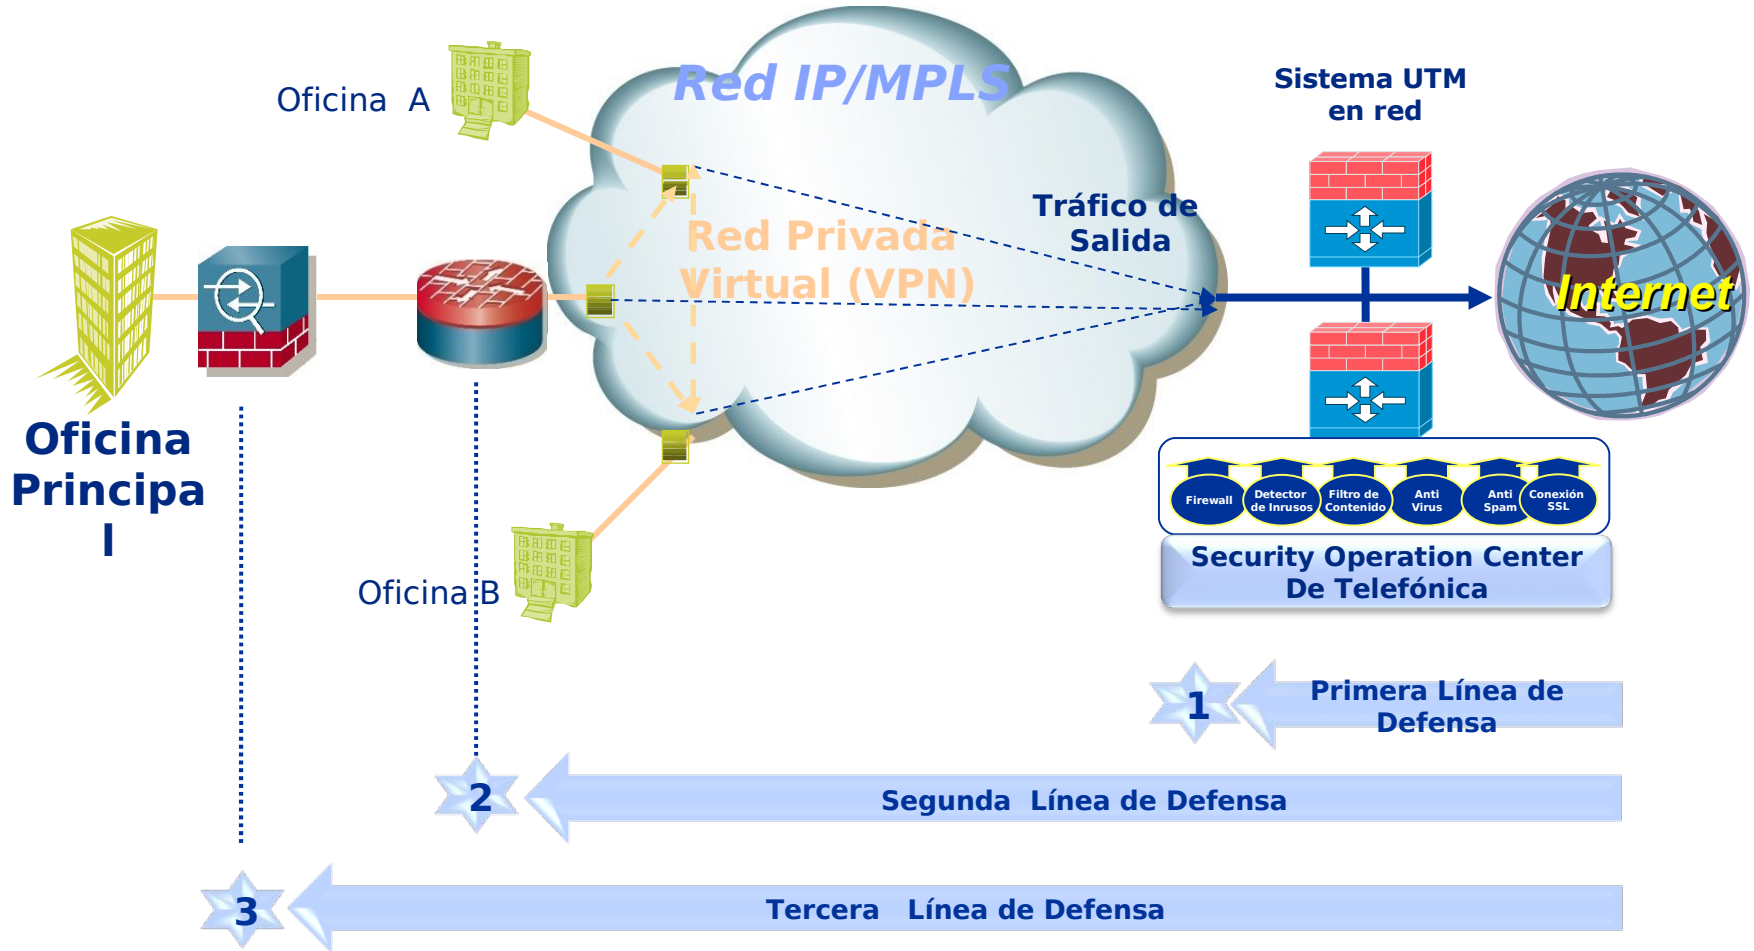 Red IP/MPLS
Sistema UTM
en red
Oficina A
Tráfico de
Salida
Red Privada
Virtual (VPN)
Internet
Oficina
Principa
l
Firewall
Detector
de Inrusos
Filtro de
Contenido
Anti
Virus
Anti
Spam
Conexión
SSL
Security Operation Center
De Telefónica
Oficina B
1
Primera Línea de
Defensa
2
Segunda Línea de Defensa
3
Tercera Línea de Defensa